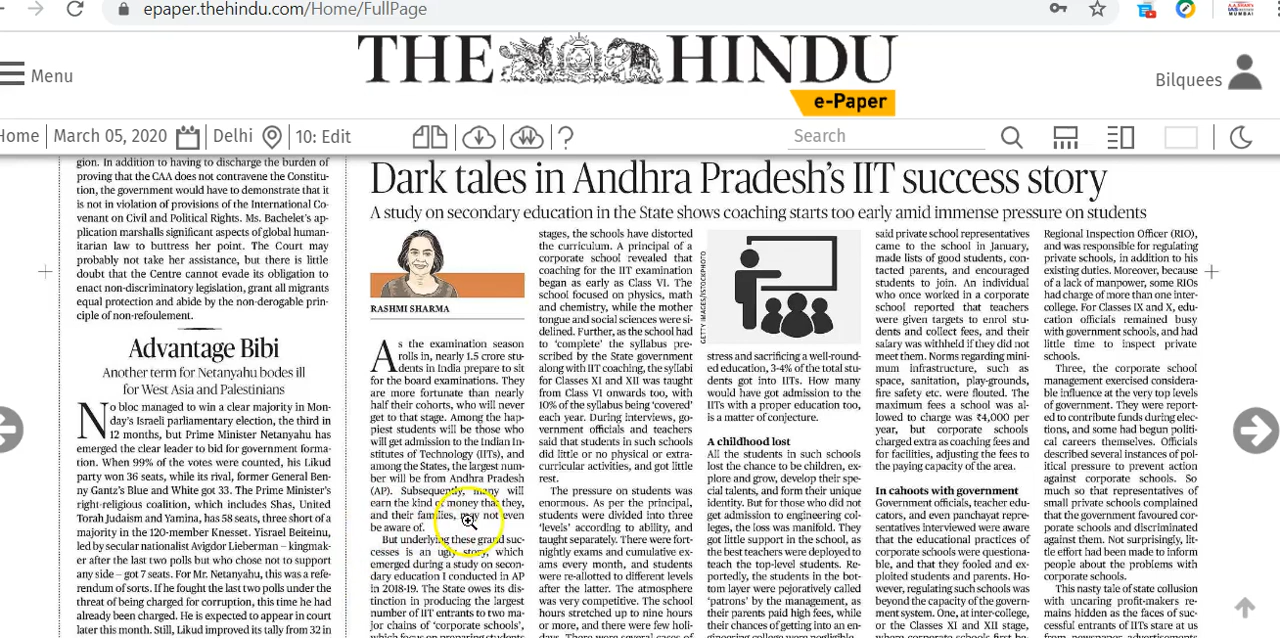 epaper.thehindu.com/Home/FullPage
Menu
THE HINDU
e-Paper
Bilquees
Home
March 05, 2020
Delhi
10: Edit
?
Search
gion. In addition to having to discharge the burden of
proving that the CAA does not contravene the Constitu-
tion, the government would have to demonstrate that it
is not in violation of provisions of the International Co-
venant on Civil and Political Rights. Ms. Bachelet's ap-
plication marshalls significant aspects of global human-
itarian law to buttress her point. The Court may
probably not take her assistance, but there is little
doubt that the Centre cannot evade its obligation to
enact non-discriminatory legislation, grant all migrants
equal protection and abide by the non-derogable prin-
ciple of non-refoulement.
Advantage Bibi
Another term for Netanyahu bodes ill
for West Asia and Palestinians
No bloc managed to win a clear majority in Mon-
day's Israeli parliamentary election, the third in
12 months, but Prime Minister Netanyahu has
emerged the clear leader to bid for government forma-
tion. When 99% of the votes were counted, his Likud
party won 36 seats, while its rival, former General Ben-
ny Gantz's Blue and White got 33. The Prime Minister's
right-religious coalition, which includes Shas, United
Torah Judaism and Yamina, has 58 seats, three short of a
majority in the 120-member Knesset. Yisrael Beiteinu,
led by secular nationalist Avigdor Lieberman – kingmak-
er after the last two polls but who chose not to support
any side – got 7 seats. For Mr. Netanyahu, this was a refe-
rendum of sorts. If he fought the last two polls under the
threat of being charged for corruption, this time he had
already been charged. He is expected to appear in court
later this month. Still, Likud improved its tally from 32 in
Dark tales in Andhra Pradesh's IIT success story
A study on secondary education in the State shows coaching starts too early amid immense pressure on students
RASHMI SHARMA
As the examination season
rolls in, nearly 1.5 crore stu-
dents in India prepare to sit
for the board examinations. They
are more fortunate than nearly
half their cohorts, who will never
get to that stage. Among the hap-
piest students will be those who
will get admission to the Indian In-
stitutes of Technology (IITs), and
among the States, the largest num-
ber will be from Andhra Pradesh
(AP). Subsequently, many will
earn the kind of money that they,
and their families, may not even
be aware of.
But underlying these grand suc-
cesses is an ugly story, which
emerged during a study on secon-
dary education I conducted in AP
in 2018-19. The State owes its dis-
tinction in producing the largest
number of IIT entrants to two ma-
jor chains of 'corporate schools',
which focus on preparing students
stages, the schools have distorted
the curriculum. A principal of a
corporate school revealed that
coaching for the IIT examination
began as early as Class VI. The
school focused on physics, math
and chemistry, while the mother
tongue and social sciences were si-
delined. Further, as the school had
to 'complete' the syllabus pre-
scribed by the State government
along with IIT coaching, the syllabi
for Classes XI and XII was taught
from Class VI onwards too, with
10% of the syllabus being 'covered'
each year. During interviews, go-
vernment officials and teachers
said that students in such schools
did little or no physical or extra-
curricular activities, and got little
rest.
The pressure on students was
enormous. As per the principal,
students were divided into three
'levels' according to ability, and
taught separately. There were fort-
nightly exams and cumulative ex-
ams every month, and students
were re-allotted to different levels
after the latter. The atmosphere
was very competitive. The school
hours stretched up to nine hours
or more, and there were few holi-
days. There were several cases of
GETTY IMAGES/ISTOCKPHOTO
stress and sacrificing a well-round-
ed education, 3-4% of the total stu-
dents got into IITs. How many
would have got admission to the
IITs with a proper education too,
is a matter of conjecture.
A childhood lost
All the students in such schools
lost the chance to be children, ex-
plore and grow, develop their spe-
cial talents, and form their unique
identity. But for those who did not
get admission to engineering col-
leges, the loss was manifold. They
got little support in such schools,
as the best teachers were deployed to
teach the top-level students. Re-
portedly, the students in the bot-
tom layer were pejoratively called
'patrons' by the management, as
their parents paid high fees, while
their chances of getting into an en-
gineering college were negligible.
said private school representatives
came to the school in January,
made lists of good students, con-
tacted parents, and encouraged
students to join. An individual
who once worked in a corporate
school reported that teachers
were given targets to enrol stu-
dents and collect fees, and their
salary was withheld if they did not
meet them. Norms regarding mini-
mum infrastructure, such as
space, sanitation, play-grounds,
fire safety etc. were flouted. The
maximum fees a school was al-
lowed to charge was ₹4,000 per
year, but corporate schools
charged extra as coaching fees and
for facilities, adjusting the fees to
the paying capacity of the area.
In cahoots with government
Government officials, teacher edu-
cators, and even panchayat repre-
sentatives interviewed were aware
that the educational practices of
corporate schools were questiona-
ble, and that they fooled and ex-
ploited students and parents. Ho-
wever, regulating such schools was
beyond the capacity of the govern-
ment system. One, at inter-college,
or the Classes XI and XII stage,
where corporate schools first be-
Regional Inspection Officer (RIO),
and was responsible for regulating
private schools, in addition to his
existing duties. Moreover, because
of a lack of manpower, some RIOs
had charge of more than one inter-
college. For Classes IX and X, edu-
cation officials remained busy
with government schools, and had
little time to inspect private
schools.
Three, the corporate school
management exercised considera-
ble influence at the very top levels
of government. They were report-
ed to contribute funds during elec-
tions, and some had begun politi-
cal careers themselves. Officials
described several instances of po-
litical pressure to prevent action
against corporate schools. So
much so that representatives of
small private schools complained
that the government favoured cor-
porate schools and discriminated
against them. Not surprisingly, lit-
tle effort had been made to inform
people about the problems with
corporate schools.
This nasty tale of state collusion
with uncaring profit-makers re-
mains hidden as the faces of suc-
cessful entrants of IITs stare at us